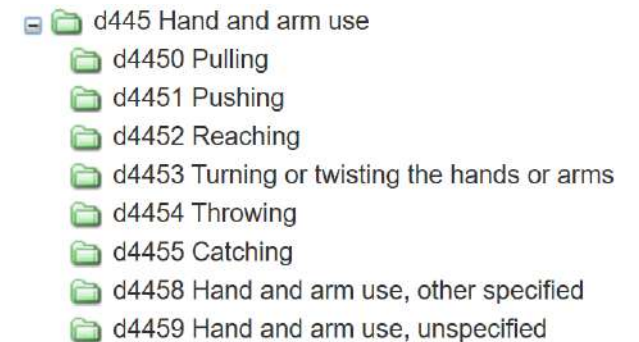 d445 Hand and arm use
d4450 Pulling
d4451 Pushing
d4452 Reaching
d4453 Turning or twisting the hands or arms
d4454 Throwing
d4455 Catching
d4458 Hand and arm use, other specified
d4459 Hand and arm use, unspecified